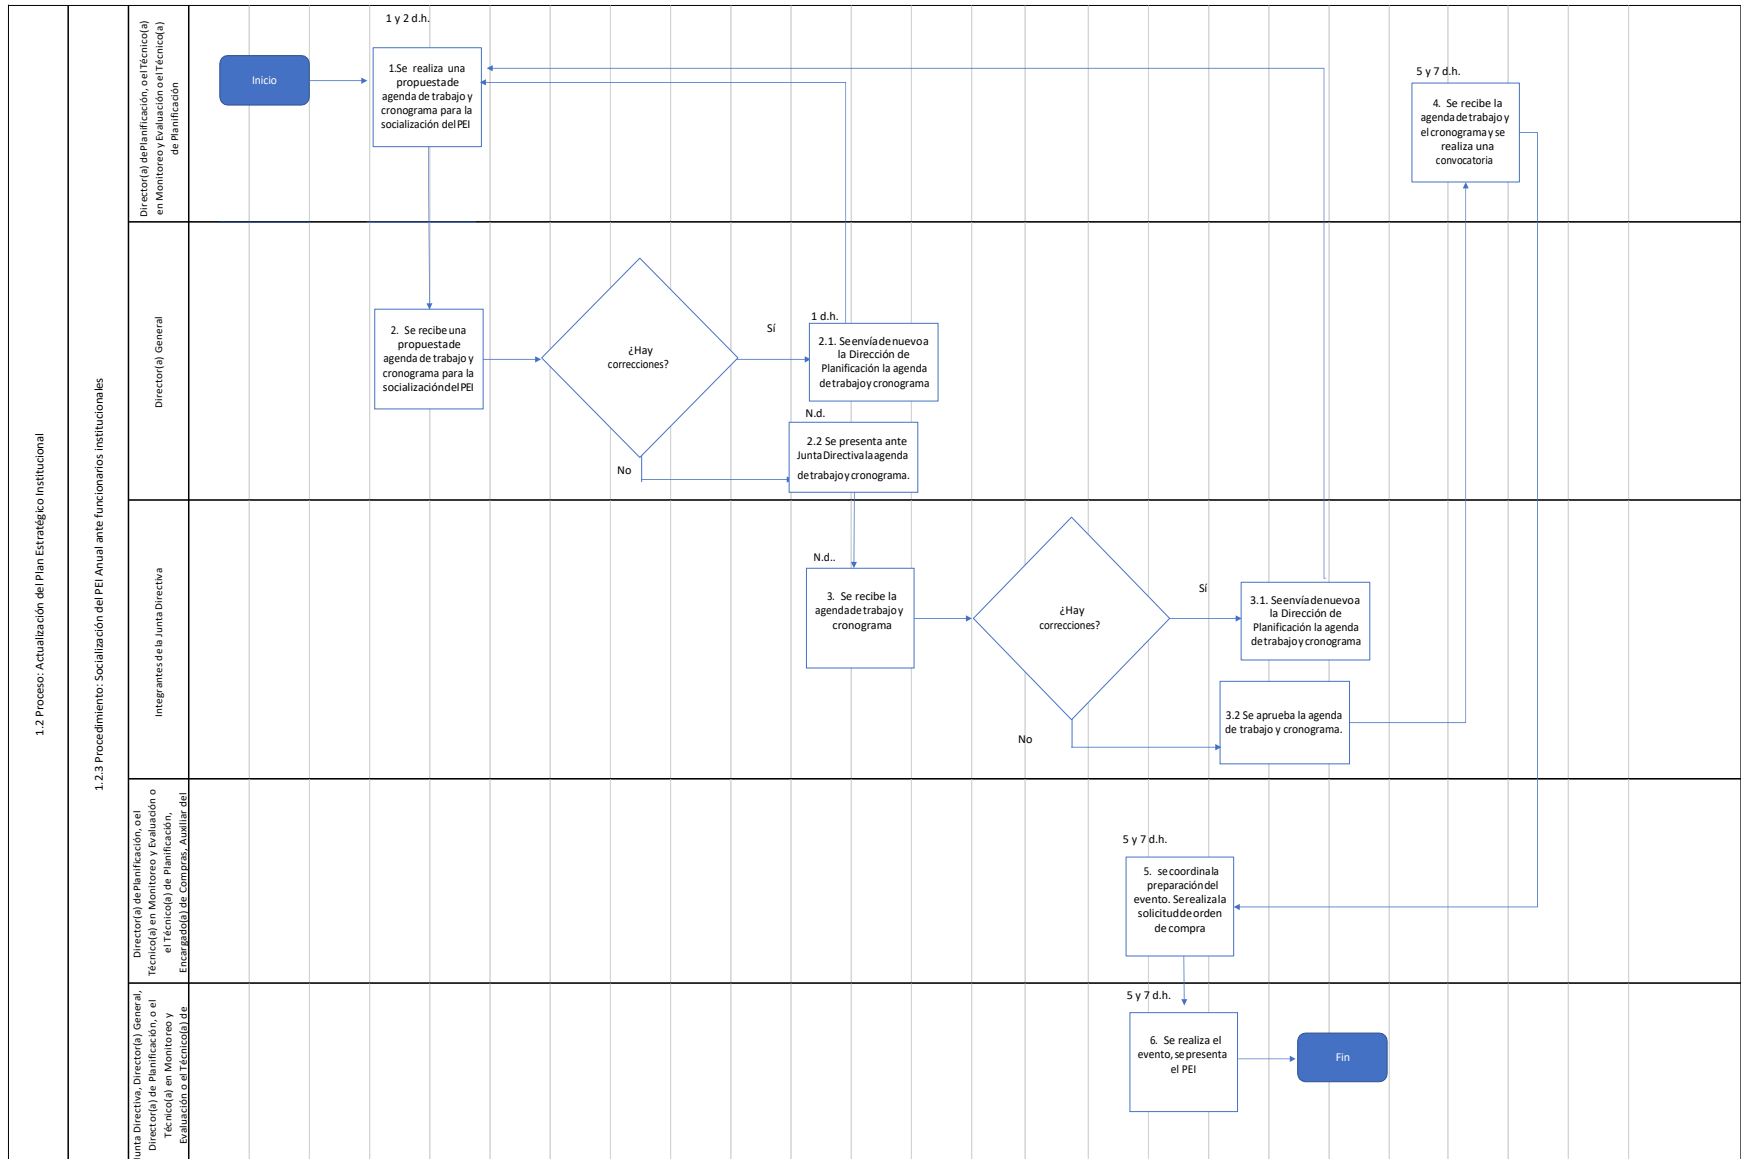 1.2 Proceso: Actualización del Plan Estratégico Institucional
1.2.3 Procedimiento: Socialización del PEI Anual ante funcionarios institucionales
Director(a) de Planificación, o el Técnico(a)
en Monitoreo y Evaluación o el Técnico(a)
de Planificación
Inicio
1 y 2 d.h.
1.Se realiza una
propuesta de
agenda de trabajo y
cronograma para la
socialización del PEI
5 y 7 d.h.
4. Se recibe la
agenda de trabajo y
el cronograma y se
realiza una
convocatoria
Director(a) General
2. Se recibe una
propuesta de
agenda de trabajo y
cronograma para la
socialización del PEI
¿Hay
correcciones?
Sí
No
1 d.h.
2.1. Se envía de nuevo a
la Dirección de
Planificación la agenda
de trabajo y cronograma
N.d.
2.2 Se presenta ante
Junta Directiva la agenda
de trabajo y cronograma.
Integrantes de la Junta Directiva
N.d..
3. Se recibe la
agenda de trabajo y
cronograma
¿Hay
correcciones?
Sí
No
3.1. Se envía de nuevo a
la Dirección de
Planificación la agenda
de trabajo y cronograma
3.2 Se aprueba la agenda
de trabajo y cronograma.
Director(a) de Planificación, o el
Técnico(a) en Monitoreo y Evaluación o
el Técnico(a) de Planificación,
Encargado(a) de Compras, Auxiliar del
5 y 7 d.h.
5. se coordina la
preparación del
evento. Se realiza la
solicitud de orden
de compra
Junta Directiva, Director(a) General,
Director(a) de Planificación, o el
Técnico(a) en Monitoreo y
Evaluación o el Técnico(a) de
5 y 7 d.h.
6. Se realiza el
evento, se presenta
el PEI
Fin